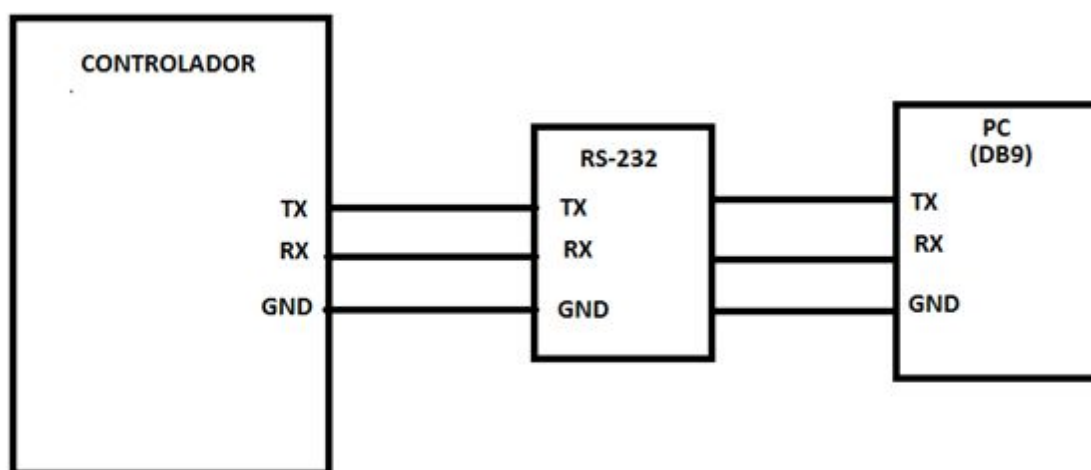 CONTROLADOR
TX
RX
GND
RS-232
TX
RX
GND
PC
(DB9)
TX
RX
GND